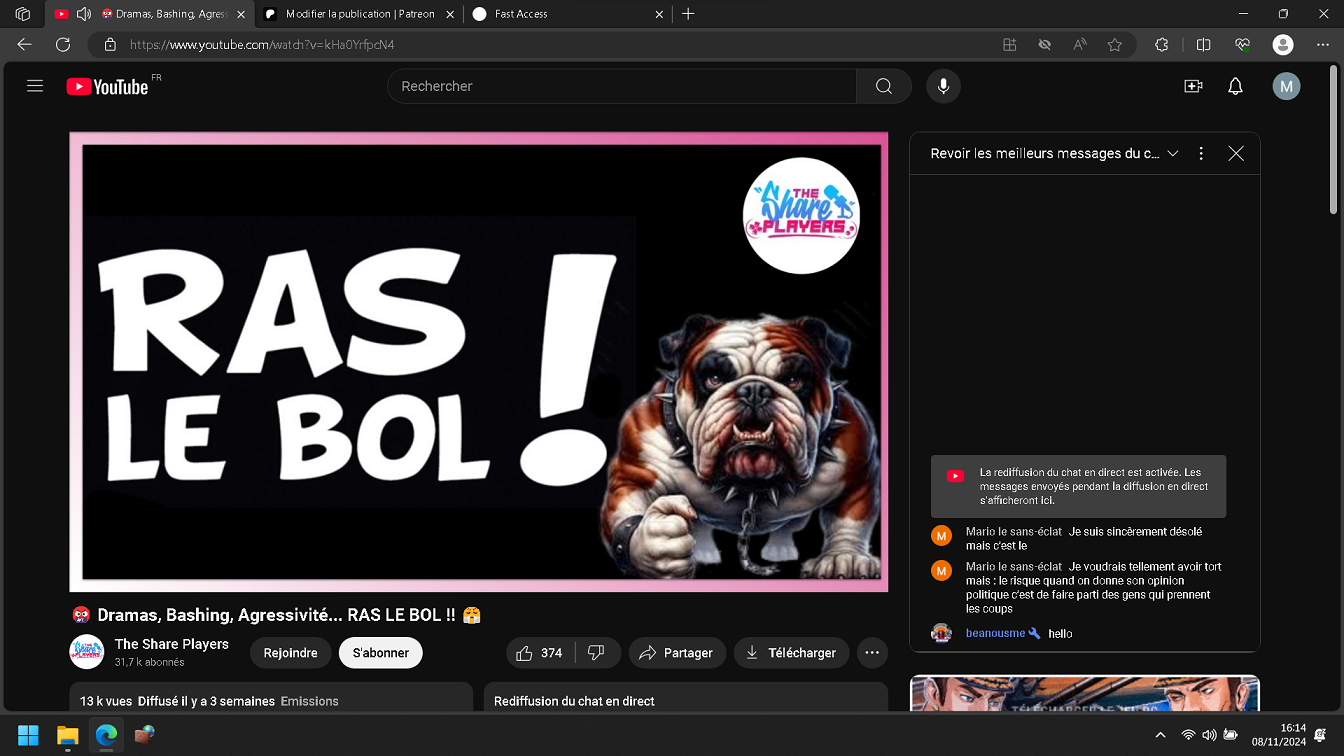 Dramas, Bashing, Agress
Modifier la publication | Patreon
Fast Access
https://www.youtube.com/watch?v=kHa0YrfpcN4
YouTube FR
Rechercher
M
THE
Share
PLAYERS
RAS
LE BOL !
Revoir les meilleurs messages du c...
La rediffusion du chat en direct est activée. Les
messages envoyés pendant la diffusion en direct
s'afficheront ici.
M Mario le sans-éclat Je suis sincèrement désolé
mais c'est le
M Mario le sans-éclat Je voudrais tellement avoir tort
mais : le risque quand on donne son opinion
politique c'est de faire parti des gens qui prennent
les coups
beanousme hello
Dramas, Bashing, Agressivité... RAS LE BOL !!
The Share Players
31,7 k abonnés
Rejoindre
S'abonner
374
Partager
Télécharger
13 k vues Diffusé il y a 3 semaines Emissions
Rediffusion du chat en direct
16:14
08/11/2024